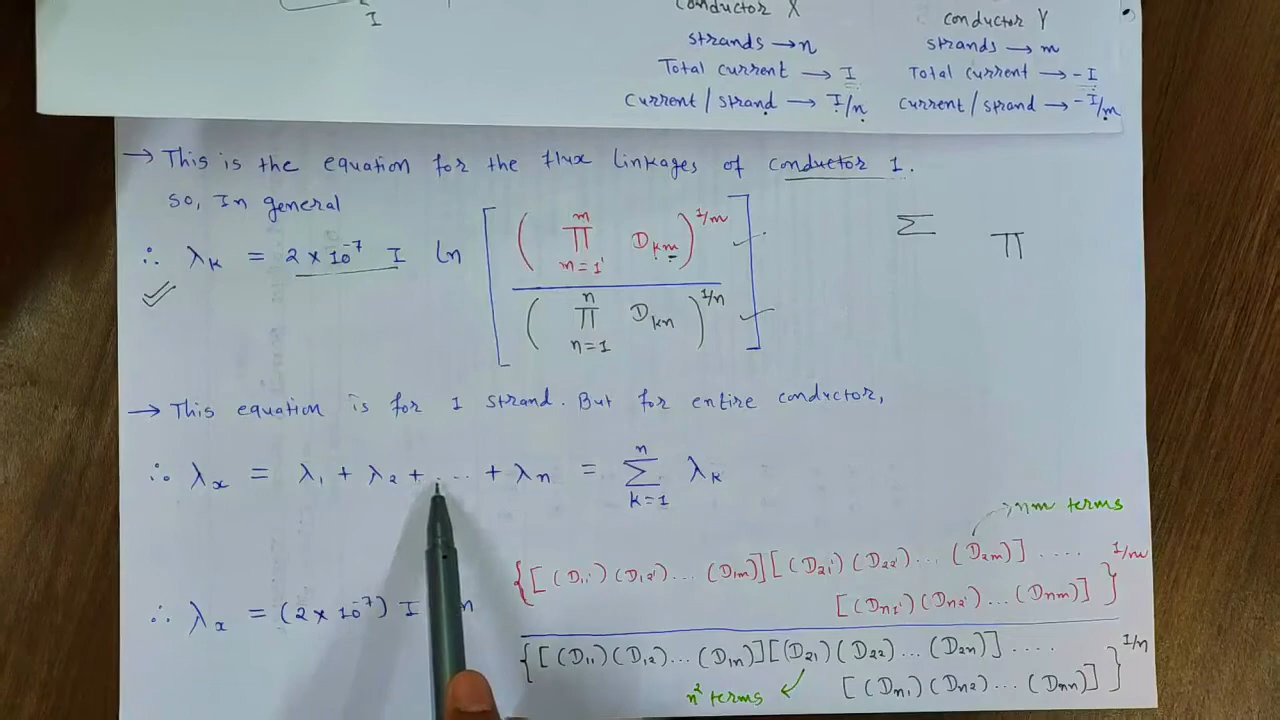 I
conductor X
strands → n
Total current → I
current / strand → I/n
conductor Y
strands → m
Total current → - I
current / strand → - I/m
→ This is the equation for the flux linkages of conductor 1.
So, In general
∴ λk = 2 × 10⁻⁷ I ln [ ( ∏ m=1' m Dkm )^1/m / ( ∏ n=1 n Dkn )^1/n ]
Σ ∏
→ This equation is for 1 strand. But for entire conductor,
∴ λx = λ1 + λ2 + ... + λn = Σ k=1 n λk
→ nm terms
{ [ (D11') (D12') ... (D1m) ] [ (D21') (D22') ... (D2m) ] ....
[ (Dn1') (Dn2') ... (Dnm) ] }^1/m
∴ λx = (2 × 10⁻⁷) I
{ [ (D11) (D12) ... (D1n) ] [ (D21) (D22) ... (D2n) ] ....
[ (Dn1) (Dn2) ... (Dnn) ] }^1/n
n² terms